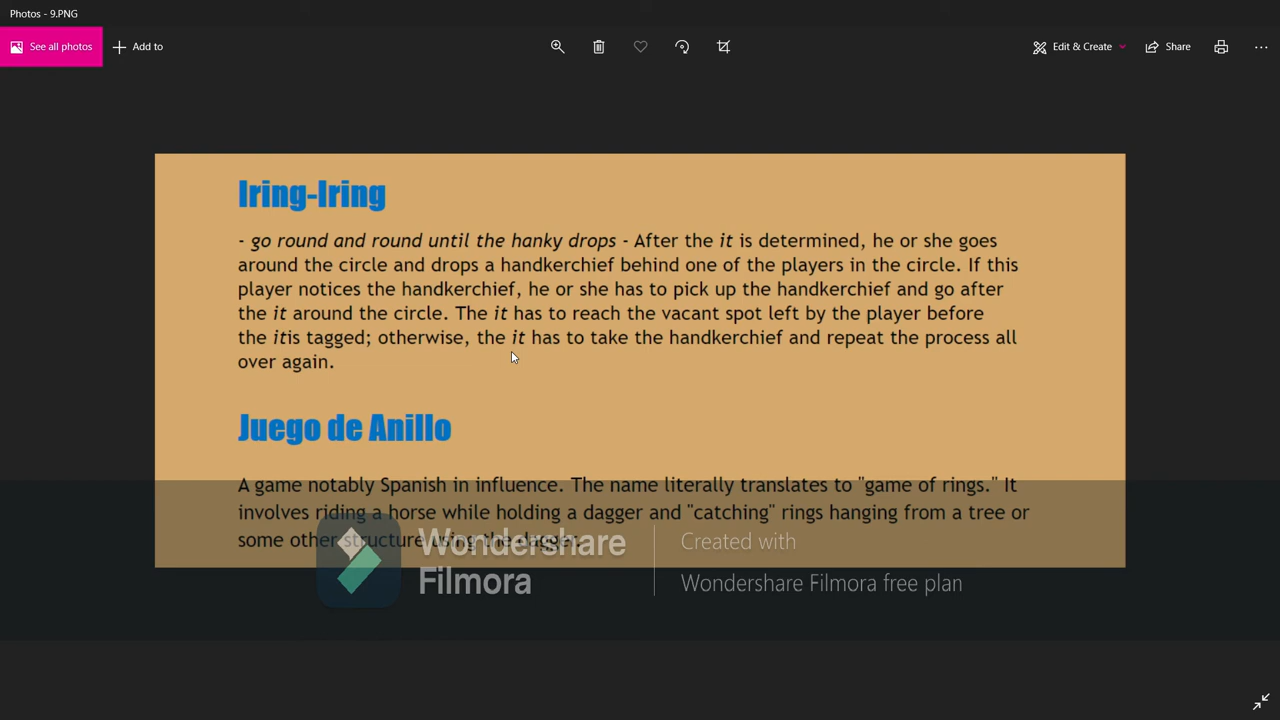 Photos - 9.PNG
See all photos
Add to
Edit & Create
Share
Iring-Iring
- go round and round until the hanky drops - After the it is determined, he or she goes
around the circle and drops a handkerchief behind one of the players in the circle. If this
player notices the handkerchief, he or she has to pick up the handkerchief and go after
the it around the circle. The it has to reach the vacant spot left by the player before
the itis tagged; otherwise, the it has to take the handkerchief and repeat the process all
over again.
Juego de Anillo
A game notably Spanish in influence. The name literally translates to "game of rings." It
involves riding a horse while holding a dagger and "catching" rings hanging from a tree or
some other structure using the dagger.
Wondershare
Filmora
Created with
Wondershare Filmora free plan